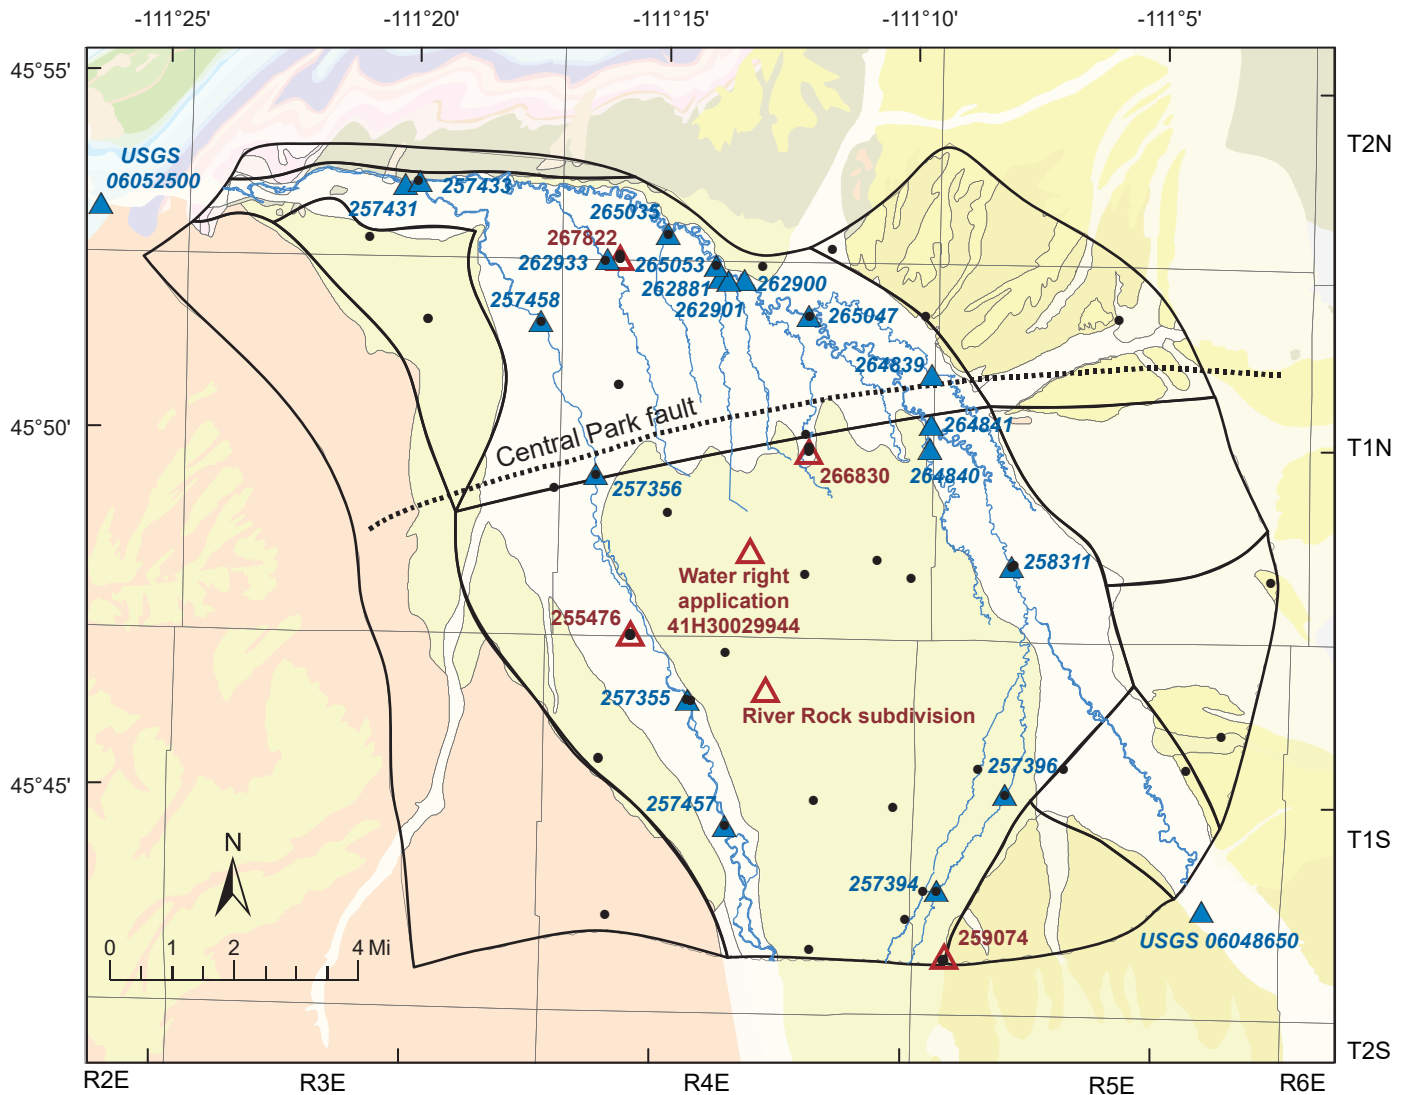 -111°25'
-111°20'
-111°15'
-111°10'
-111°5'
45°55'
T2N
USGS
06052500
257433
257431
265035
267822
262933
265053
262881
262900
262901
257458
265047
264839
45°50'
Central Park fault
264841
T1N
264840
266830
257356
258311
Water right
application
41H30029944
255476
257355
River Rock subdivision
257396
45°45'
257457
T1S
N
257394
259074
USGS 06048650
0 1 2 4 Mi
T2S
R2E
R3E
R4E
R5E
R6E